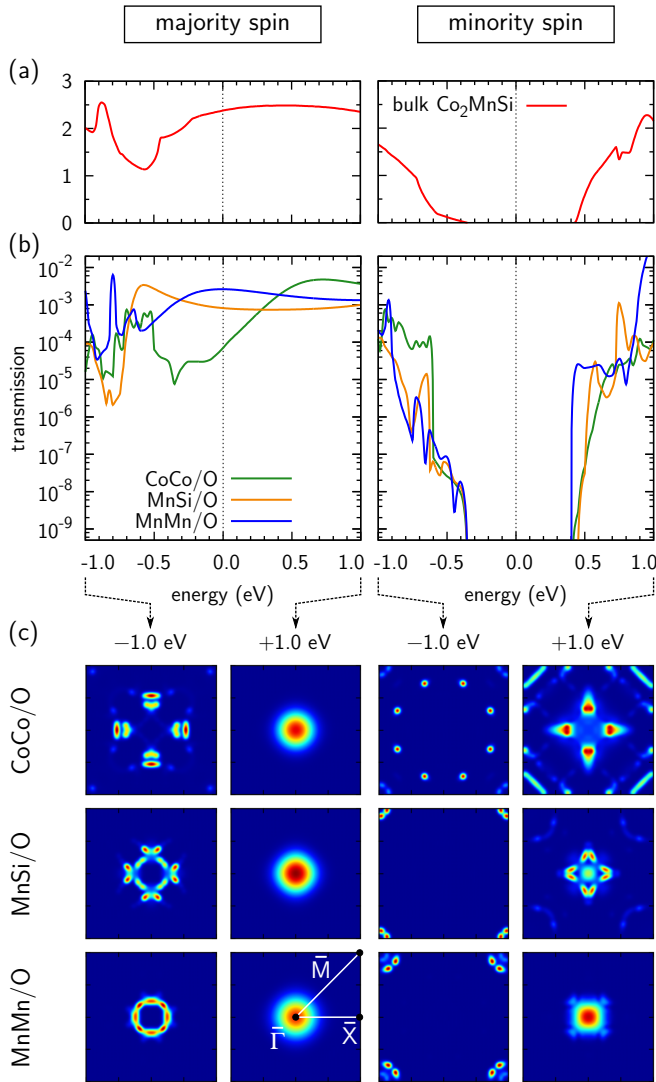 majority spin minority spin
(a)
3
2
1
0
bulk Co₂MnSi
(b)
10⁻²
10⁻³
10⁻⁴
10⁻⁵
10⁻⁶
10⁻⁷
10⁻⁸
10⁻⁹
transmission
CoCo/O
MnSi/O
MnMn/O
-1.0 -0.5 0.0 0.5 1.0 -1.0 -0.5 0.0 0.5 1.0
energy (eV) energy (eV)
(c)
−1.0 eV +1.0 eV −1.0 eV +1.0 eV
CoCo/O
MnSi/O
MnMn/O
M̄
Γ̄
X̄